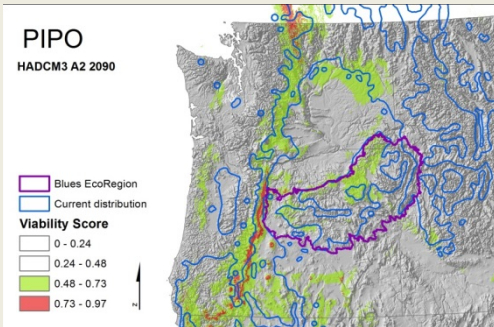 PIPO
HADCM3 A2 2090
Blues EcoRegion
Current distribution
Viability Score
0 - 0.24
0.24 - 0.48
0.48 - 0.73
0.73 - 0.97
N